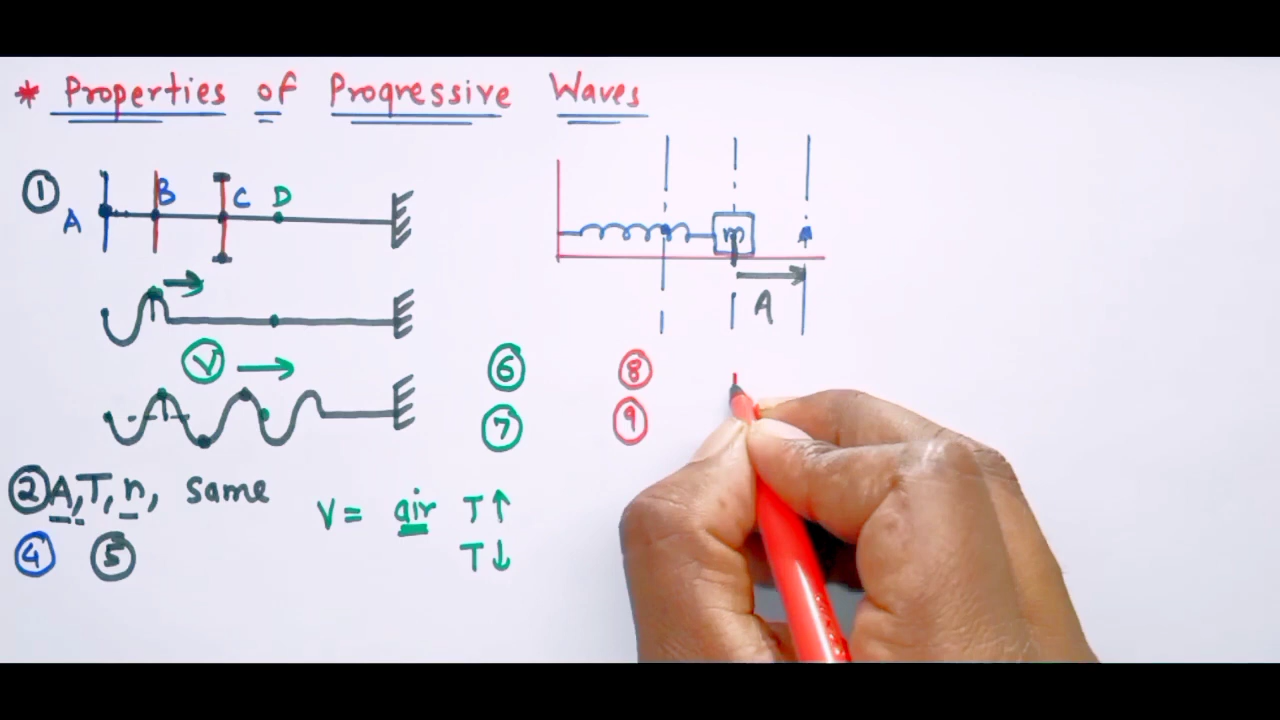 * Properties of Progressive Waves
① A B C D
m
A
V
⑥ ⑧
⑦ ⑨
② A, T, n, same
V = air T↑
T↓
④ ⑤